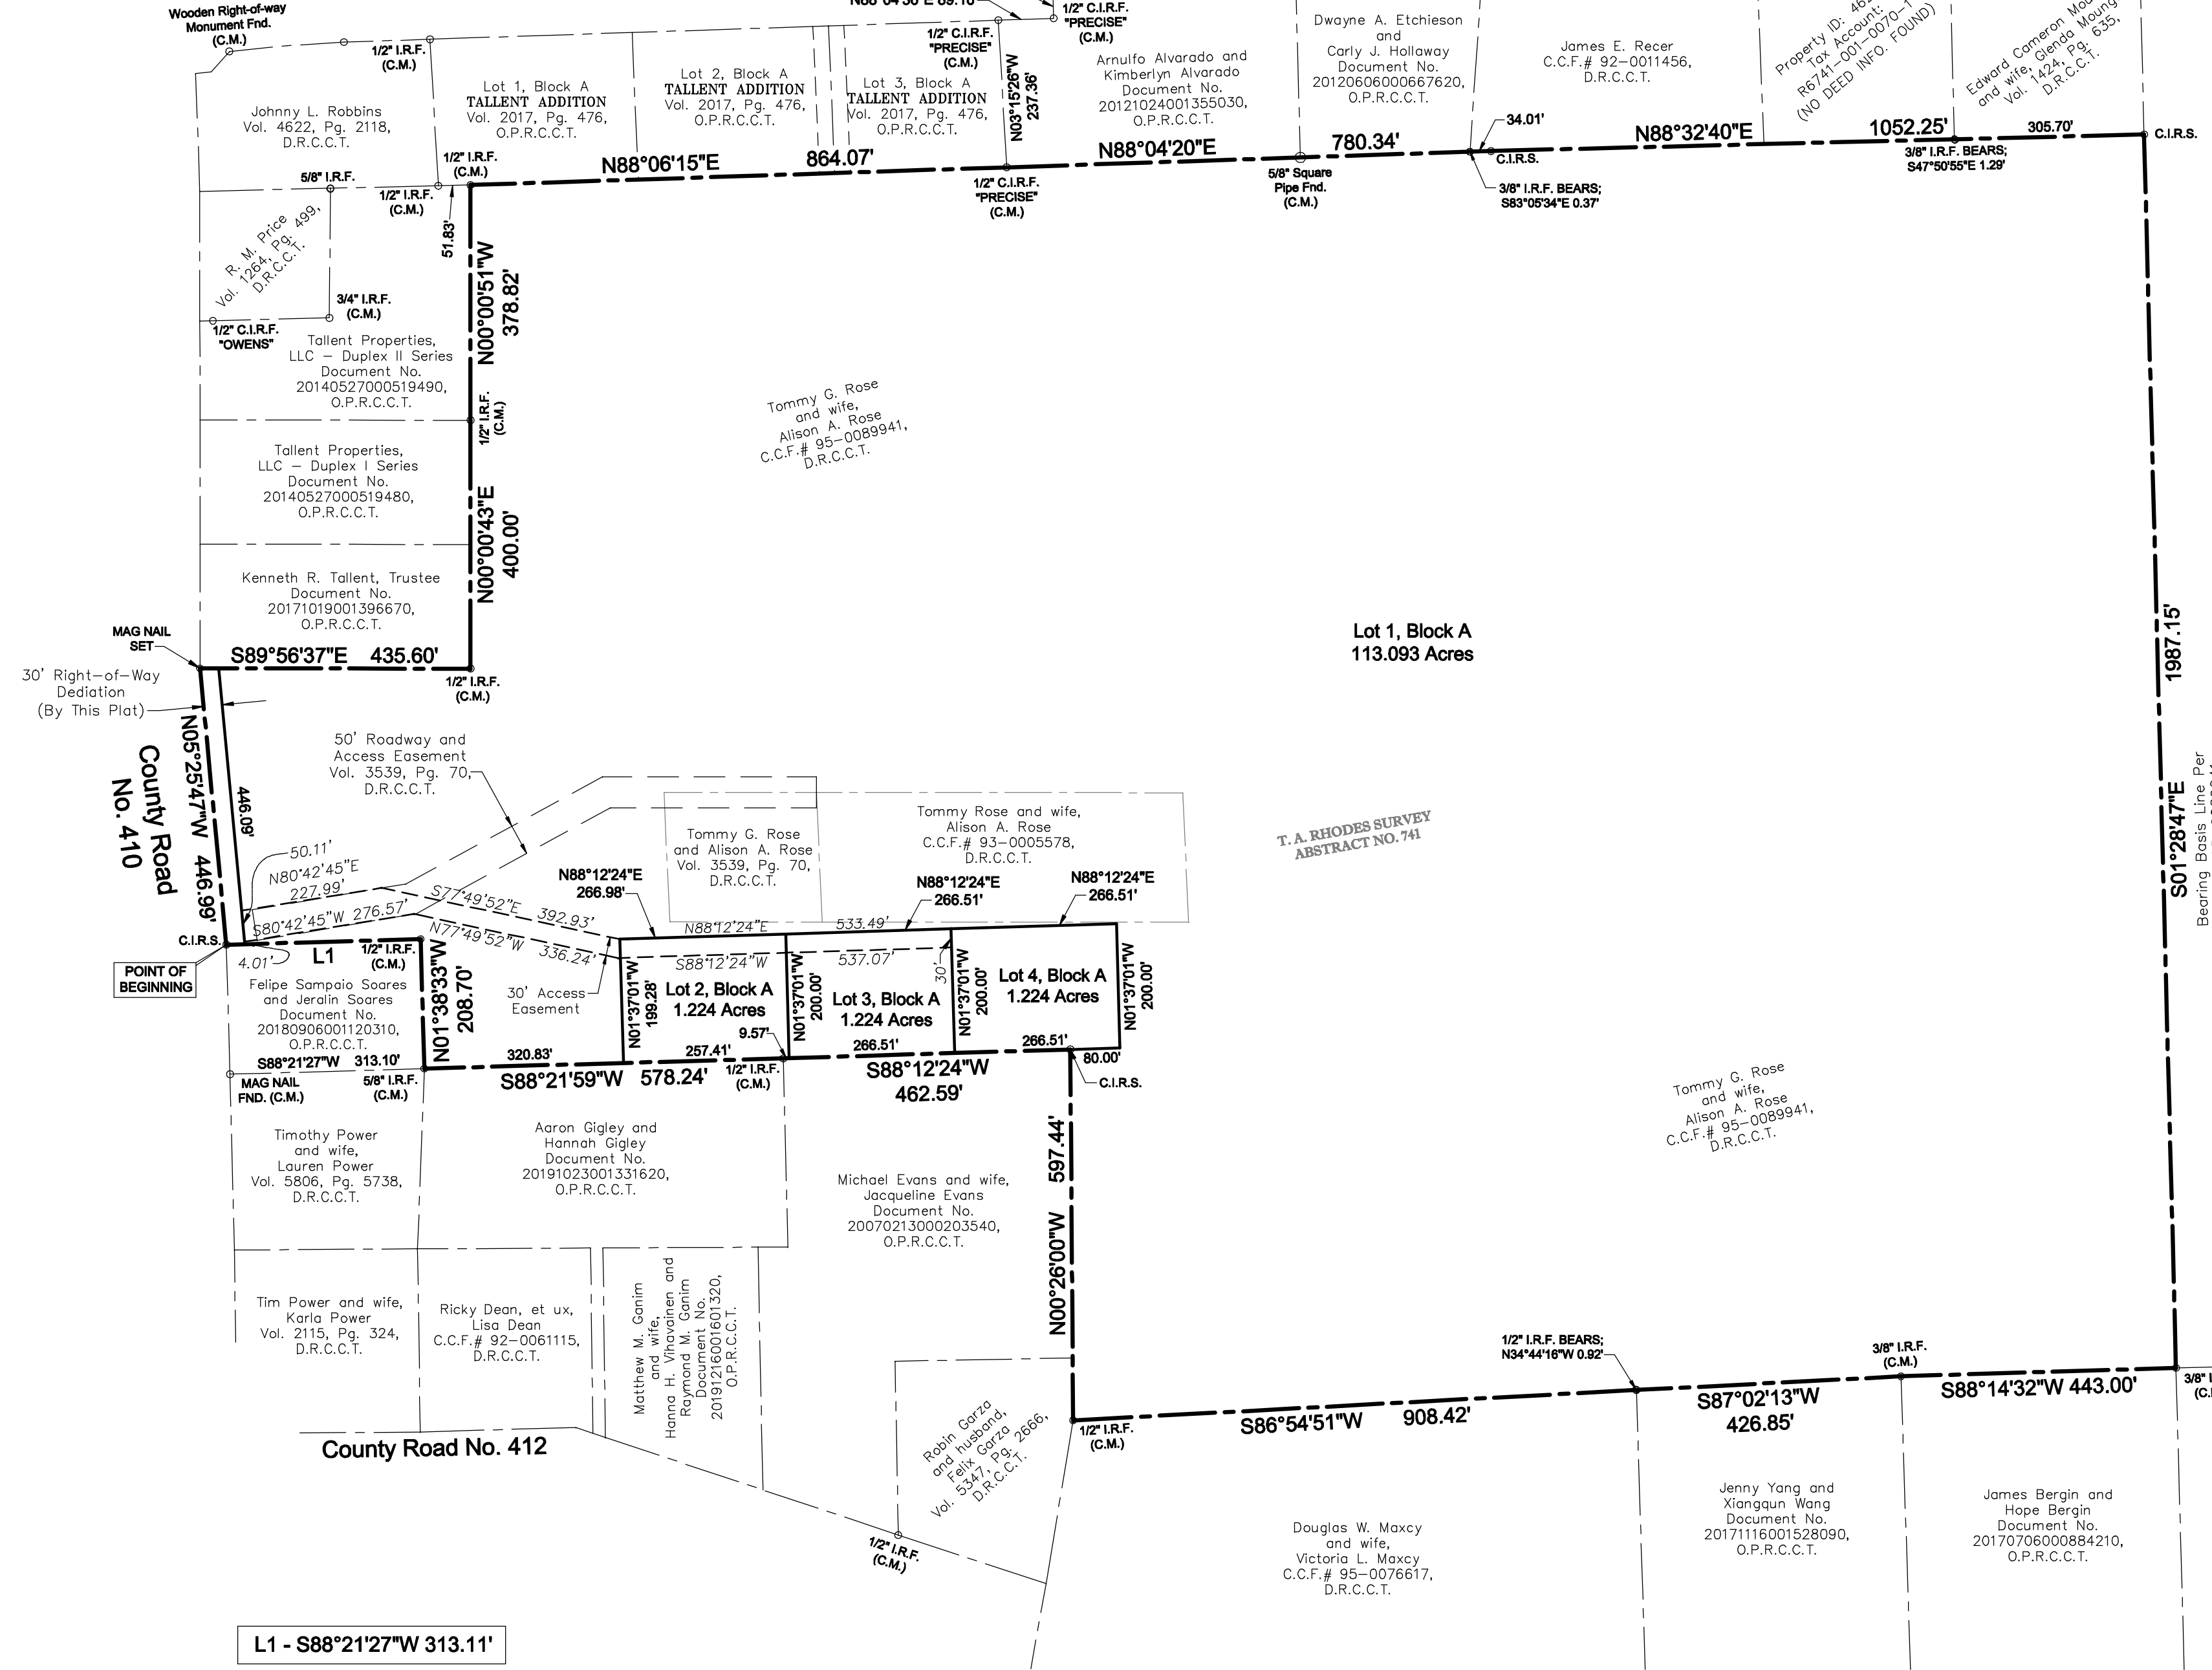 Wooden Right-of-way
Monument Fnd.
(C.M.)
1/2" I.R.F.
(C.M.)
1/2" C.I.R.F.
"PRECISE"
(C.M.)
1/2" C.I.R.F.
"PRECISE"
(C.M.)
Johnny L. Robbins
Vol. 4622, Pg. 2118,
D.R.C.C.T.
Lot 1, Block A
TALLENT ADDITION
Vol. 2017, Pg. 476,
O.P.R.C.C.T.
Lot 2, Block A
TALLENT ADDITION
Vol. 2017, Pg. 476,
O.P.R.C.C.T.
Lot 3, Block A
TALLENT ADDITION
Vol. 2017, Pg. 476,
O.P.R.C.C.T.
N03°15'26"W
237.36'
Arnulfo Alvarado and
Kimberlyn Alvarado
Document No.
20121024001355030,
O.P.R.C.C.T.
Dwayne A. Etchieson
and
Carly J. Hollaway
Document No.
20120606000667620,
O.P.R.C.C.T.
James E. Recer
C.C.F.# 92-0011456,
D.R.C.C.T.
Property ID:
Tax Account:
R6741-001-0070-1
(NO DEED INFO. FOUND)
Edward Cameron
and wife, Glenda
Vol. 1424, Pg. 635,
D.R.C.C.T.
1/2" I.R.F.
(C.M.)
N88°06'15"E 864.07'
N88°04'20"E 780.34'
34.01'
C.I.R.S.
N88°32'40"E 1052.25'
305.70'
C.I.R.S.
3/8" I.R.F. BEARS;
S47°50'55"E 1.29'
3/8" I.R.F. BEARS;
S83°05'34"E 0.37'
5/8" Square
Pipe Fnd.
(C.M.)
1/2" C.I.R.F.
"PRECISE"
(C.M.)
5/8" I.R.F.
1/2" I.R.F.
(C.M.)
51.83'
R. M. Price
Vol. 1264, Pg. 499,
D.R.C.C.T.
3/4" I.R.F.
(C.M.)
1/2" C.I.R.F.
"OWENS"
N00°00'51"W
378.82'
Tallent Properties,
LLC - Duplex II Series
Document No.
20140527000519490,
O.P.R.C.C.T.
1/2" I.R.F.
(C.M.)
Tommy G. Rose
and wife,
Alison A. Rose
C.C.F.# 95-0089941,
D.R.C.C.T.
Tallent Properties,
LLC - Duplex I Series
Document No.
20140527000519480,
O.P.R.C.C.T.
N00°00'43"E
400.00'
Kenneth R. Tallent, Trustee
Document No.
20171019001396670,
O.P.R.C.C.T.
MAG NAIL
SET
S89°56'37"E 435.60'
1/2" I.R.F.
(C.M.)
Lot 1, Block A
113.093 Acres
1987.15'
S01°28'47"E
Bearing Basis Line Per
30' Right-of-Way
Dediation
(By This Plat)
N05°25'47"W 446.99'
County Road
No. 410
446.09'
50' Roadway and
Access Easement
Vol. 3539, Pg. 70,
D.R.C.C.T.
50.11'
N80°42'45"E
227.99'
S80°42'45"W 276.57'
S77°49'52"E 392.93'
N77°49'52"W 336.24'
Tommy G. Rose
and Alison A. Rose
Vol. 3539, Pg. 70,
D.R.C.C.T.
Tommy Rose and wife,
Alison A. Rose
C.C.F.# 93-0005578,
D.R.C.C.T.
T. A. RHODES SURVEY
ABSTRACT NO. 741
N88°12'24"E
266.98'
N88°12'24"E
266.51'
N88°12'24"E
266.51'
N88°12'24"E 533.49'
S88°12'24"W 537.07'
30'
C.I.R.S.
POINT OF
BEGINNING
4.01'
L1
1/2" I.R.F.
(C.M.)
Felipe Sampaio Soares
and Jeralin Soares
Document No.
20180906001120310,
O.P.R.C.C.T.
S88°21'27"W 313.10'
N01°38'33"W
208.70'
30' Access
Easement
N01°37'01"W
199.28'
Lot 2, Block A
1.224 Acres
N01°37'01"W
200.00'
Lot 3, Block A
1.224 Acres
N01°37'01"W
200.00'
Lot 4, Block A
1.224 Acres
N01°37'01"W
200.00'
9.57'
320.83'
257.41'
266.51'
266.51'
80.00'
C.I.R.S.
MAG NAIL
FND. (C.M.)
5/8" I.R.F.
(C.M.)
S88°21'59"W 578.24'
1/2" I.R.F.
(C.M.)
S88°12'24"W
462.59'
Timothy Power
and wife,
Lauren Power
Vol. 5806, Pg. 5738,
D.R.C.C.T.
Aaron Gigley and
Hannah Gigley
Document No.
20191023001331620,
O.P.R.C.C.T.
Michael Evans and wife,
Jacqueline Evans
Document No.
20070213000203540,
O.P.R.C.C.T.
N00°26'00"W 597.44'
Tommy G. Rose
and wife,
Alison A. Rose
C.C.F.# 95-0089941,
D.R.C.C.T.
Tim Power and wife,
Karla Power
Vol. 2115, Pg. 324,
D.R.C.C.T.
Ricky Dean, et ux,
Lisa Dean
C.C.F.# 92-0061115,
D.R.C.C.T.
Matthew M. Ganim
and wife,
Hanna H. Vihavainen and
Raymond M. Ganim
Document No.
20191216001601320,
O.P.R.C.C.T.
1/2" I.R.F. BEARS;
N34°44'16"W 0.92'
3/8" I.R.F.
(C.M.)
S86°54'51"W 908.42'
S87°02'13"W
426.85'
S88°14'32"W 443.00'
1/2" I.R.F.
(C.M.)
County Road No. 412
Robin Garza
and husband,
Felix Garza
Vol. 5347, Pg. 2666,
D.R.C.C.T.
1/2" I.R.F.
(C.M.)
Douglas W. Maxcy
and wife,
Victoria L. Maxcy
C.C.F.# 95-0076617,
D.R.C.C.T.
Jenny Yang and
Xiangqun Wang
Document No.
20171116001528090,
O.P.R.C.C.T.
James Bergin and
Hope Bergin
Document No.
20170706000884210,
O.P.R.C.C.T.
L1 - S88°21'27"W 313.11'